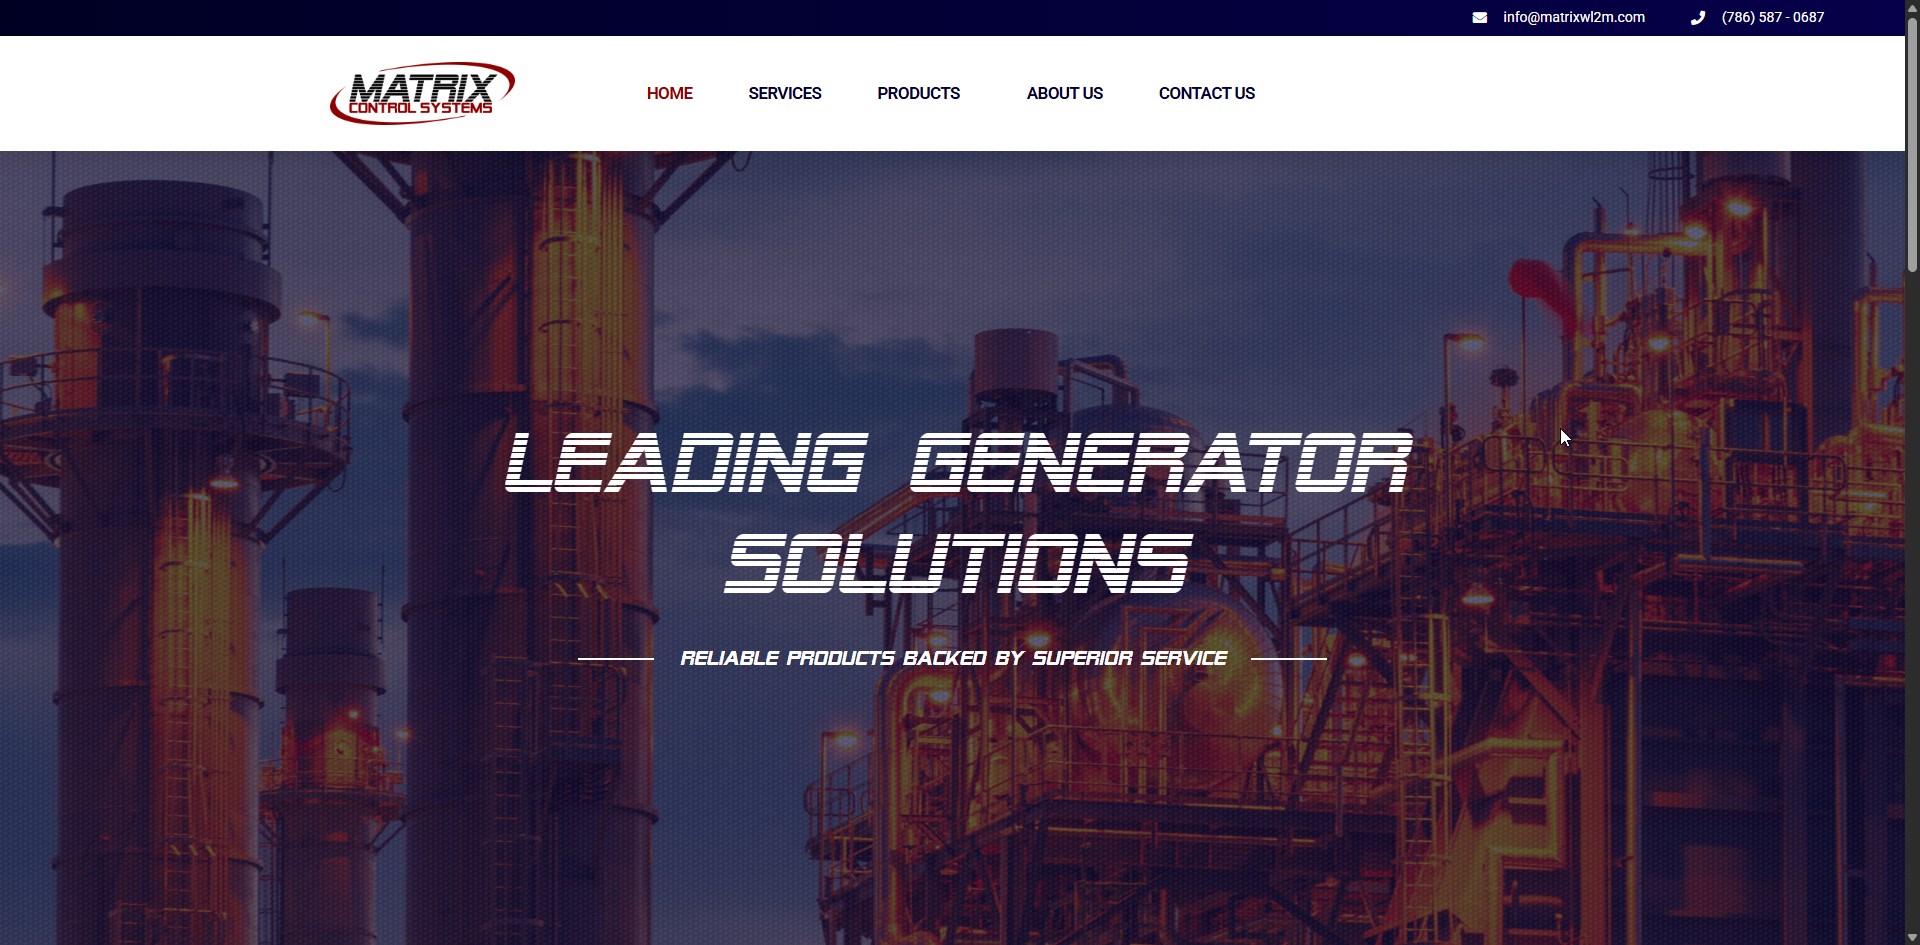 info@matrixwl2m.com
(786) 587 - 0687
MATRIX
CONTROL SYSTEMS
HOME
SERVICES
PRODUCTS
ABOUT US
CONTACT US
LEADING GENERATOR
SOLUTIONS
RELIABLE PRODUCTS BACKED BY SUPERIOR SERVICE